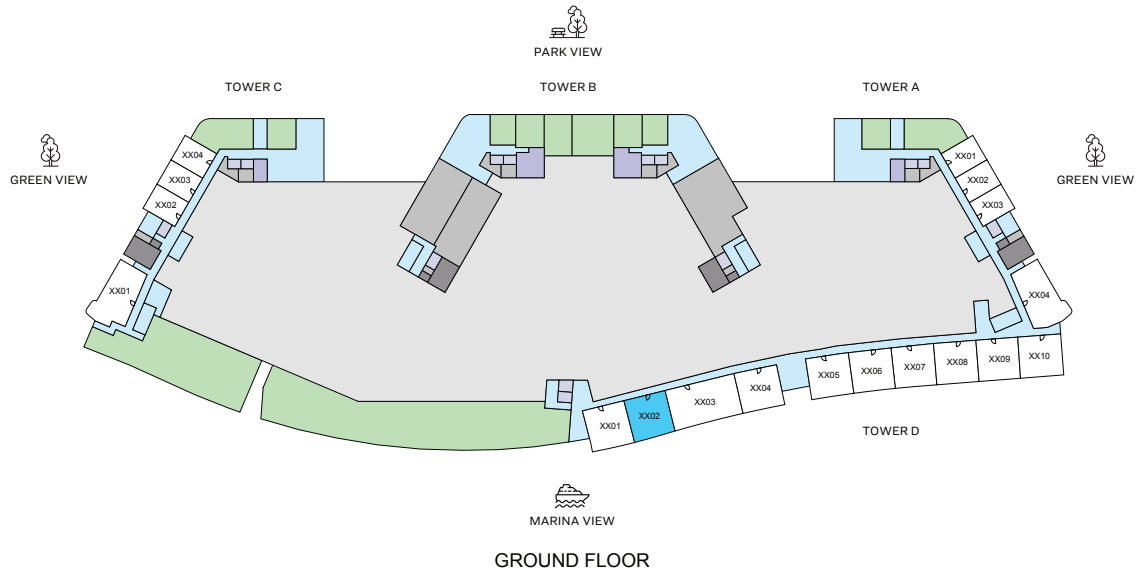 PARK VIEW
TOWER C
TOWER B
TOWER A
GREEN VIEW
GREEN VIEW
XX04
XX03
XX02
XX01
XX01
XX02
XX03
XX04
XX01
XX02
XX03
XX04
XX05
XX06
XX07
XX08
XX09
XX10
TOWER D
MARINA VIEW
GROUND FLOOR